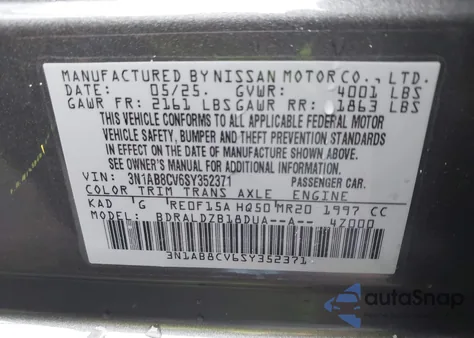 MANUFACTURED BY NISSAN MOTOR CO., LTD.
DATE: 05/25. GVWR: 4001 LBS
GAWR FR: 2161 LBS GAWR RR: 1863 LBS
THIS VEHICLE CONFORMS TO ALL APPLICABLE FEDERAL MOTOR
VEHICLE SAFETY, BUMPER AND THEFT PREVENTION STANDARDS
IN EFFECT ON THE DATE OF MANUFACTURE SHOWN ABOVE.
SEE OWNER'S MANUAL FOR ADDITIONAL INFORMATION.
VIN: 3N1AB8CV6SY352371 PASSENGER CAR.
COLOR TRIM TRANS AXLE ENGINE
KAD G RE0F15A HQ50 MR20 1997 CC
MODEL: BDRALDZB18DUA--A-- 4Z000
3N1AB8CV6SY352371
autoSnap